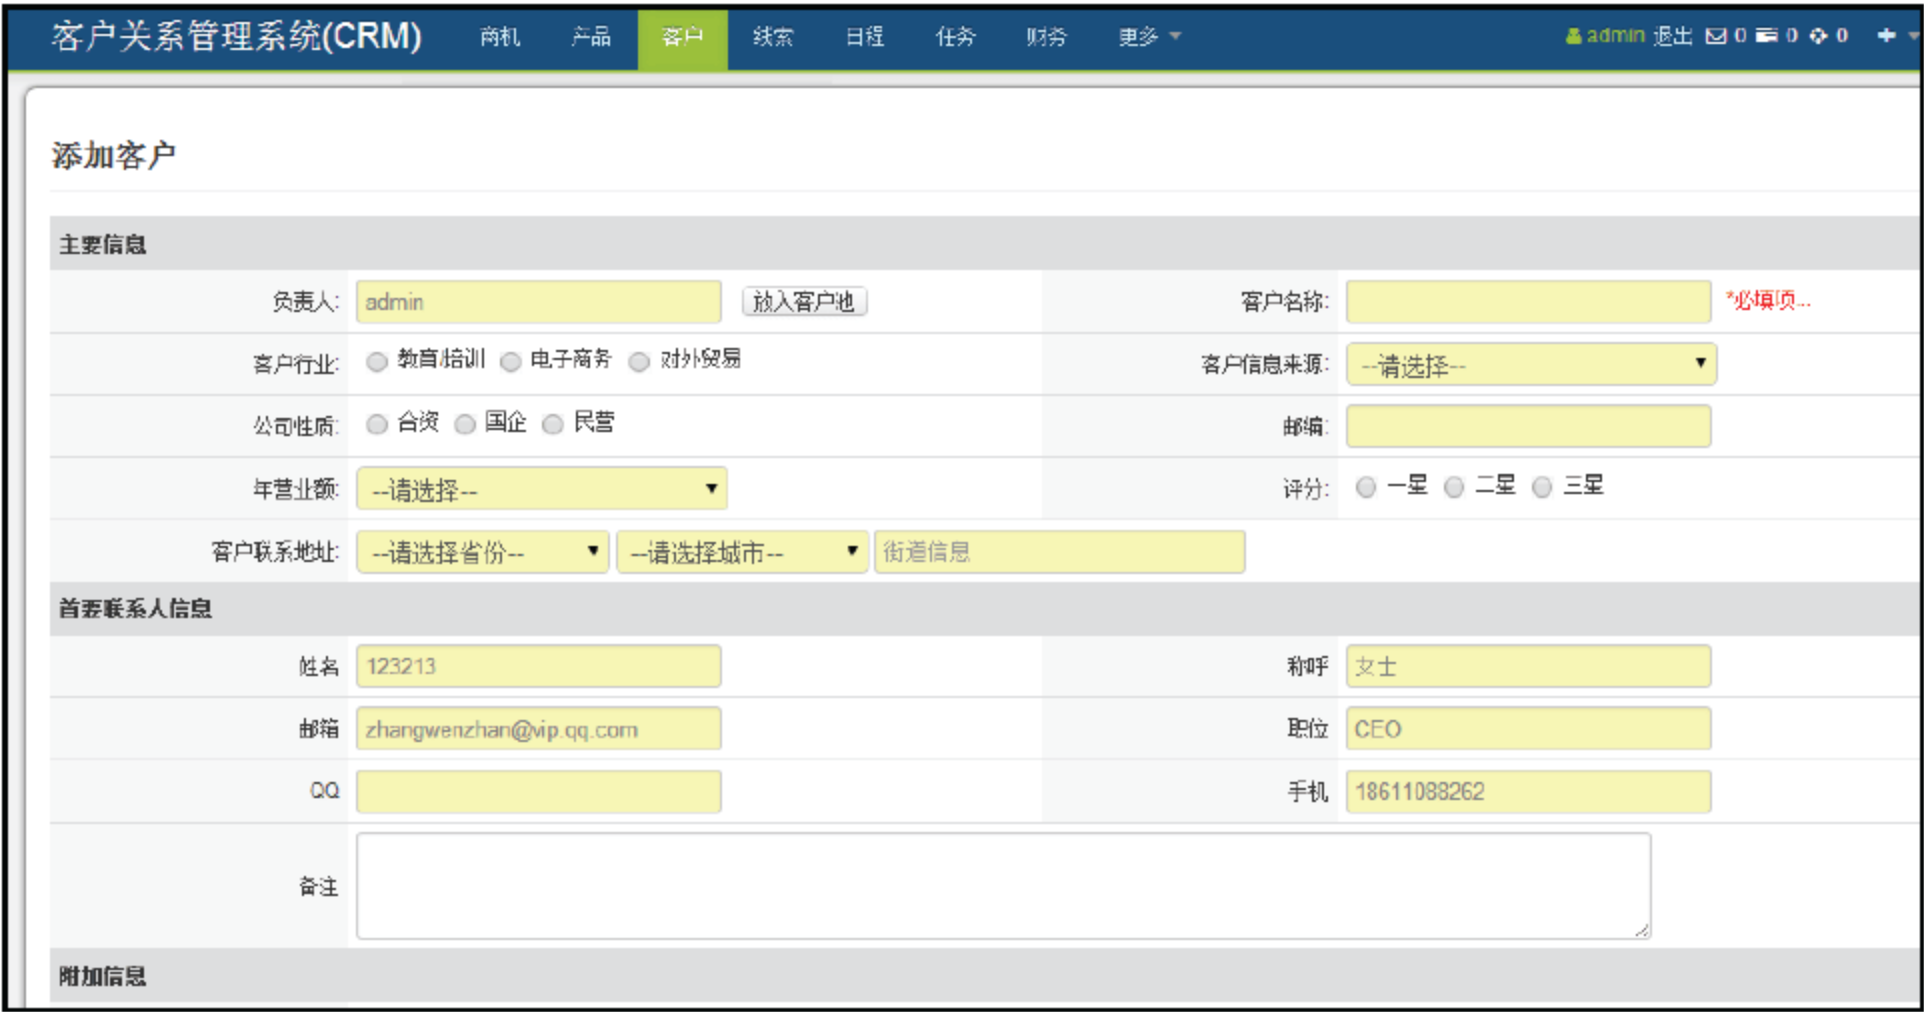 客户关系管理系统(CRM) 商机 产品 客户 线索 日程 任务 财务 更多 admin 退出 0 0 0
添加客户
主要信息
负责人: admin 放入客户池 客户名称: *必填项...
客户行业: 教育/培训 电子商务 对外贸易 客户信息来源: --请选择--
公司性质: 合资 国企 民营 邮编:
年营业额: --请选择-- 评分: 一星 二星 三星
客户联系地址: --请选择省份-- --请选择城市-- 街道信息
首要联系人信息
姓名 123213 称呼 女士
邮箱 zhangwenzhan@vip.qq.com 职位 CEO
QQ 手机 18611088262
备注
附加信息